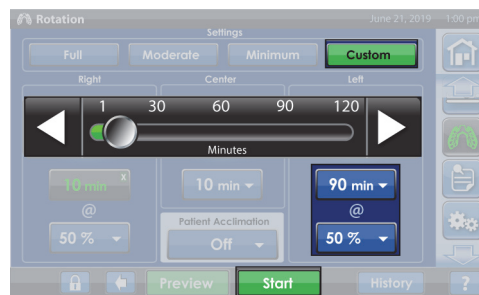 Rotation June 21, 2019 1:00 pm
Settings
Full Moderate Minimum Custom
Right Center Left
1 30 60 90 120
Minutes
10 min x 10 min 90 min
@ @
50 % Patient Acclimation 50 %
Off
Preview Start History ?